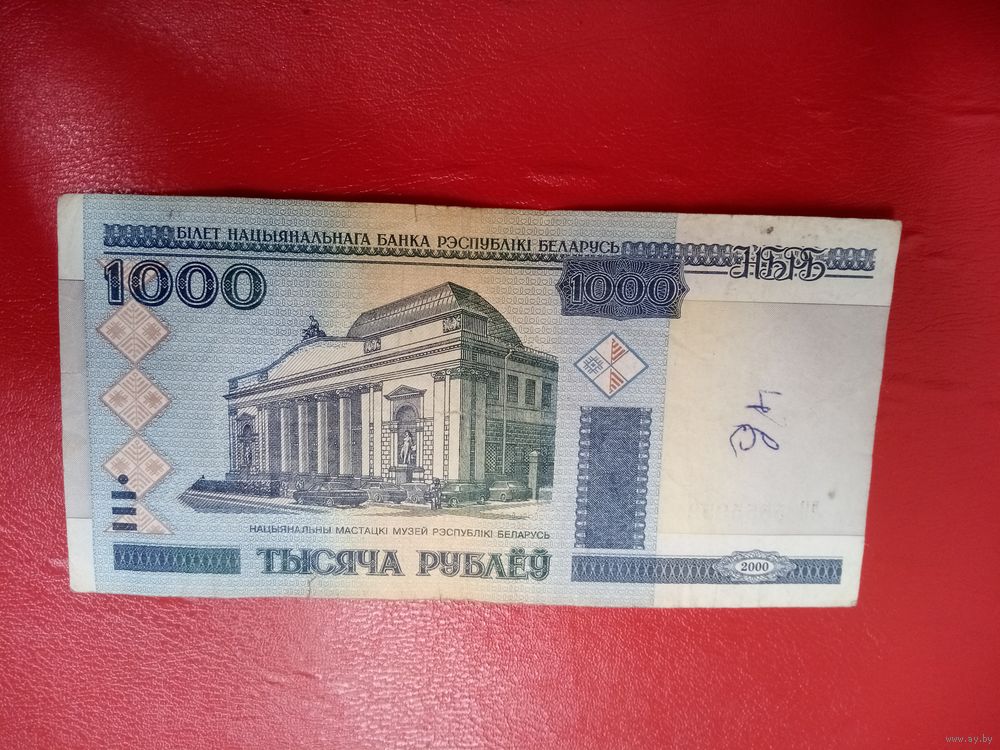 БІЛЕТ НАЦЫЯНАЛЬНАГА БАНКА РЭСПУБЛІКІ БЕЛАРУСЬ
НБРБ
1000
1000
НАЦЫЯНАЛЬНЫ МАСТАЦКІ МУЗЕЙ РЭСПУБЛІКІ БЕЛАРУСЬ
ТЫСЯЧА РУБЛЁЎ
2000
www.ay.by